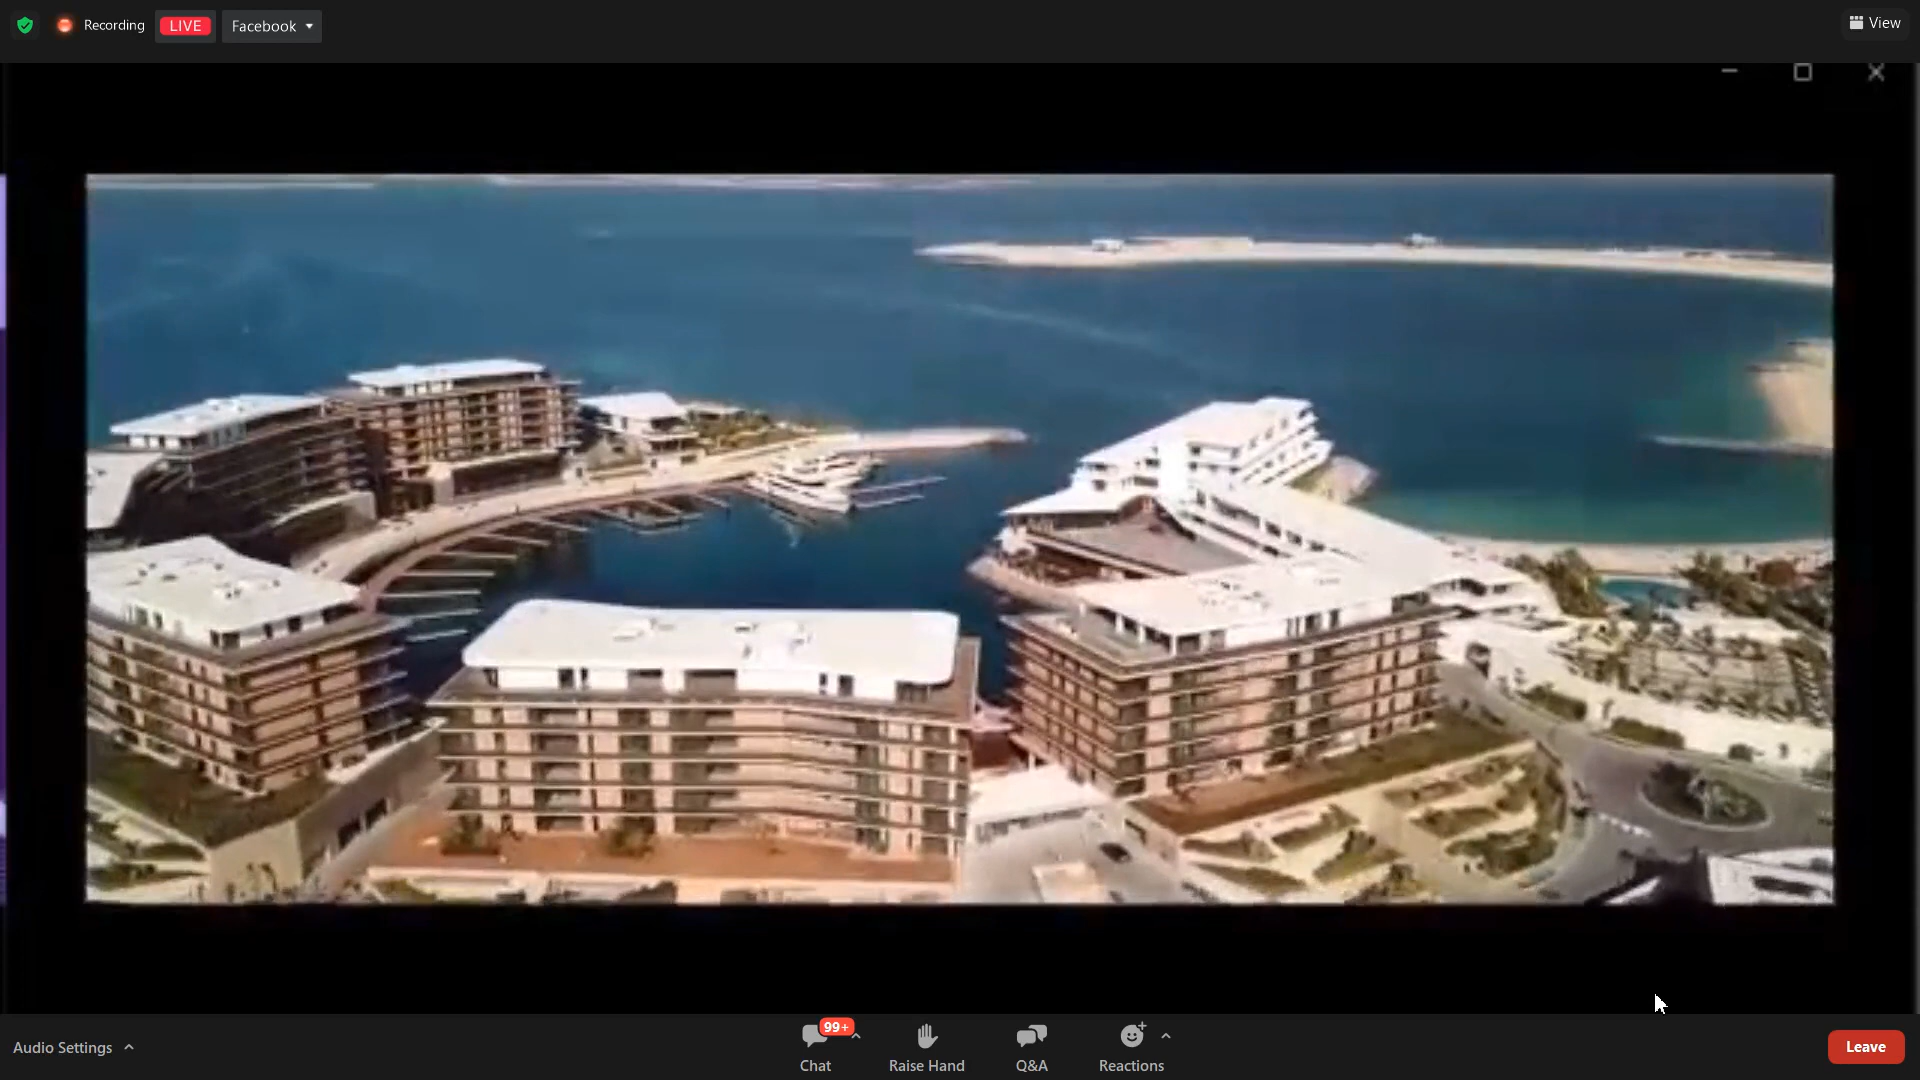 Recording
LIVE
Facebook
View
Audio Settings
99+
Chat
Raise Hand
Q&A
Reactions
Leave